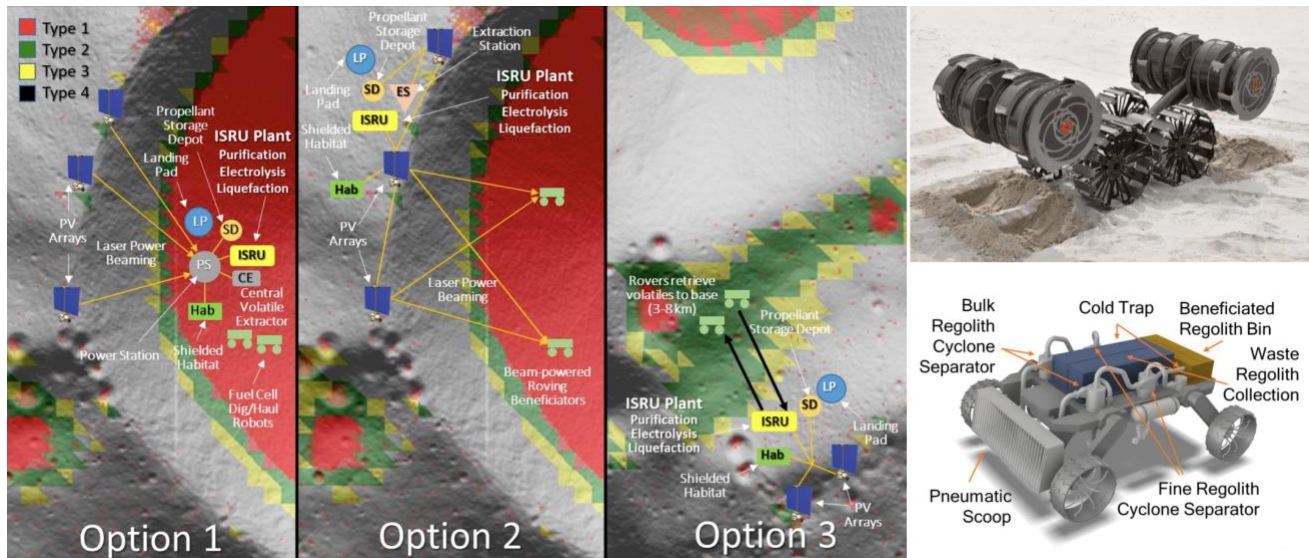 Type 1
Type 2
Type 3
Type 4
Propellant
Storage
Depot
Landing
Pad
ISRU Plant
Purification
Electrolysis
Liquefaction
LP
SD
PV
Arrays
Laser Power
Beaming
PS
ISRU
CE
Hab
Central
Volatile
Extractor
Power Station
Shielded
Habitat
Fuel Cell
Dig/Haul
Robots
Option 1
Propellant
Storage
Depot
Extraction
Station
LP
Landing
Pad
SD
ES
ISRU Plant
Purification
Electrolysis
Liquefaction
ISRU
Shielded
Habitat
Hab
PV
Arrays
Laser Power
Beaming
Beam-powered
Roving
Beneficiators
Option 2
Rovers retrieve
volatiles to base
(3-8 km)
Propellant
Storage Depot
LP
SD
ISRU Plant
Purification
Electrolysis
Liquefaction
ISRU
Landing
Pad
Hab
Shielded
Habitat
PV
Arrays
Option 3
Bulk
Regolith
Cyclone
Separator
Cold Trap
Beneficiated
Regolith Bin
Waste
Regolith
Collection
Pneumatic
Scoop
Fine Regolith
Cyclone Separator